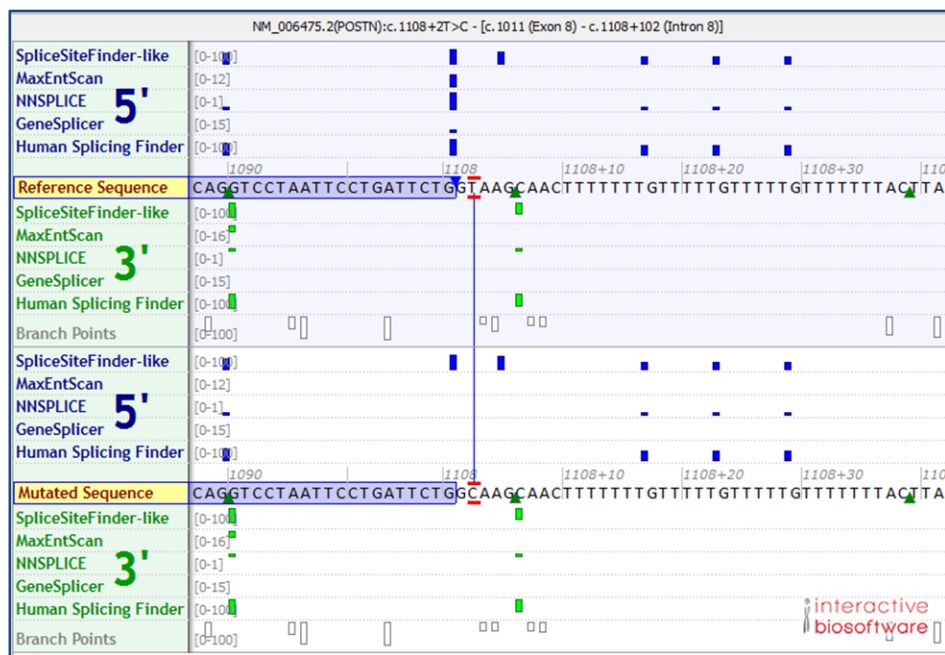 NM_006475.2(POSTN):c.1108+2T>C - [c.1011 (Exon 8) - c.1108+102 (Intron 8)]
SpliceSiteFinder-like [0-100]
MaxEntScan [0-12]
NNSPLICE 5' [0-1]
GeneSplicer [0-15]
Human Splicing Finder [0-100]
1090 1108 1108+10 1108+20 1108+30 110
Reference Sequence CAGGTCCTAATTCCTGATTCTGGTAAGCAACTTTTTTTGTTTTTGTTTTTGTTTTTTTACTTA
SpliceSiteFinder-like [0-100]
MaxEntScan [0-16]
NNSPLICE 3' [0-1]
GeneSplicer [0-15]
Human Splicing Finder [0-100]
Branch Points [0-100]
SpliceSiteFinder-like [0-100]
MaxEntScan [0-12]
NNSPLICE 5' [0-1]
GeneSplicer [0-15]
Human Splicing Finder [0-100]
1090 1108 1108+10 1108+20 1108+30 110
Mutated Sequence CAGGTCCTAATTCCTGATTCTGGCAAGCAACTTTTTTTGTTTTTGTTTTTGTTTTTTTACTTA
SpliceSiteFinder-like [0-100]
MaxEntScan [0-16]
NNSPLICE 3' [0-1]
GeneSplicer [0-15]
Human Splicing Finder [0-100]
Branch Points [0-100]
interactive
biosoftware